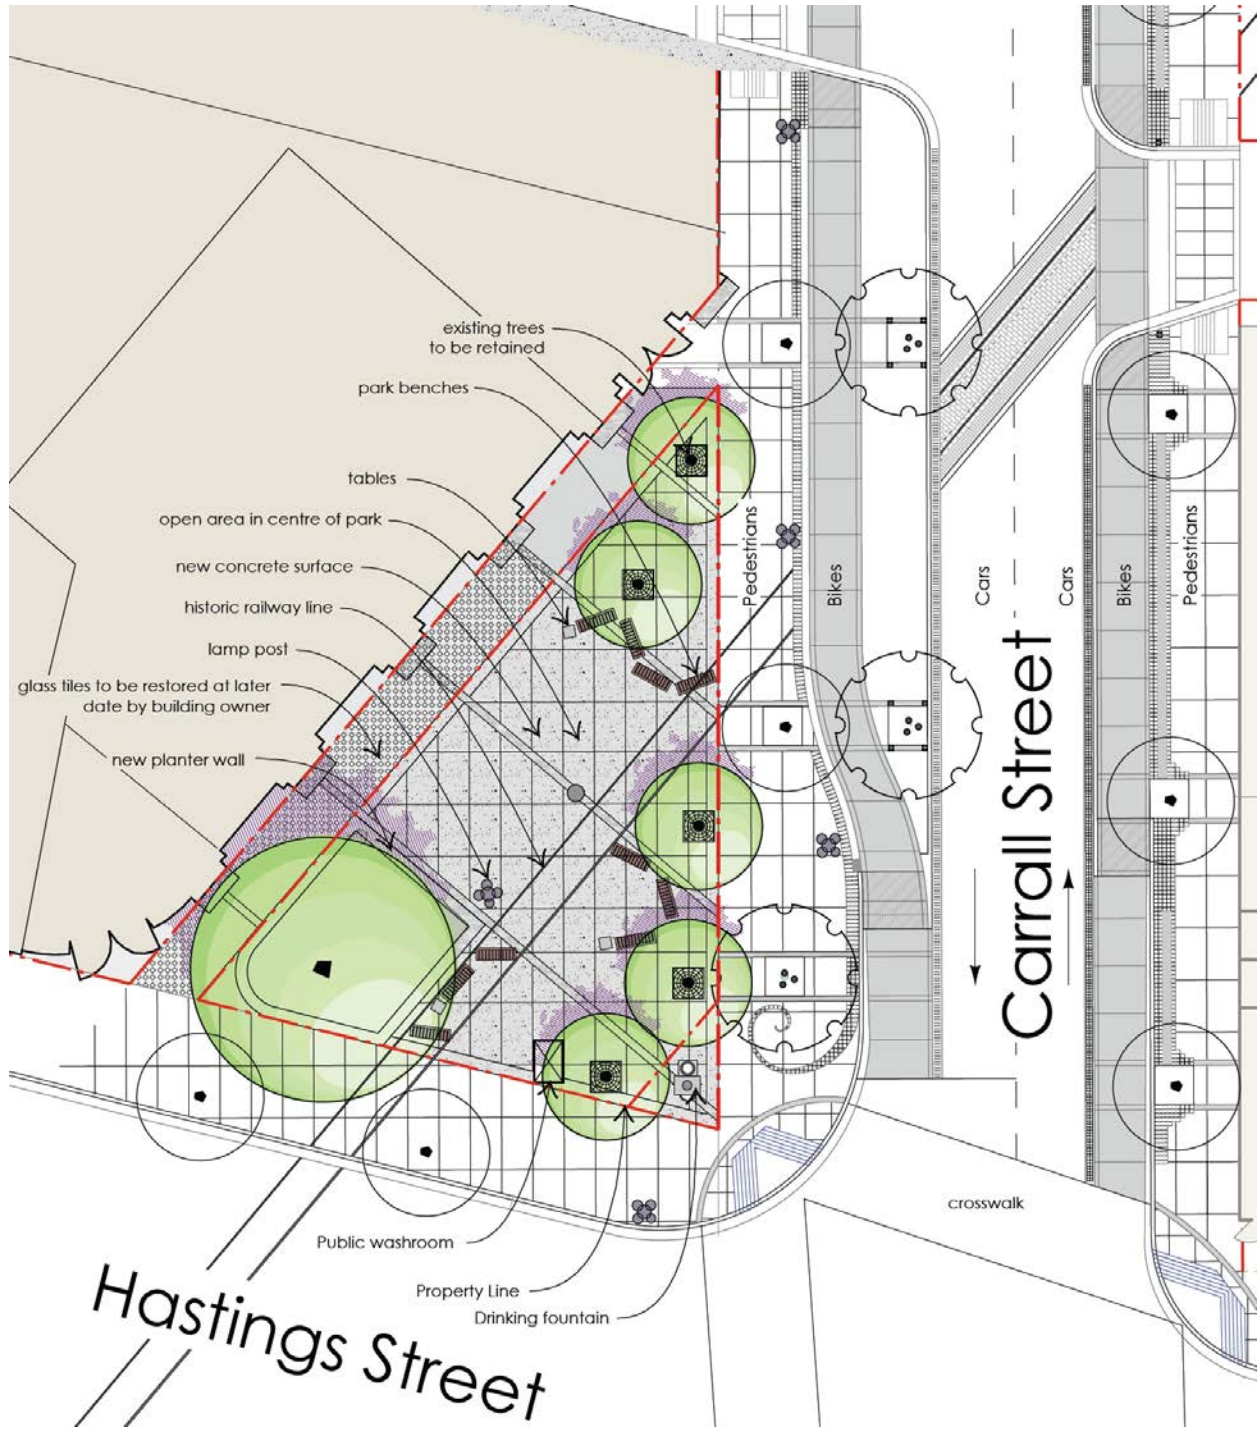 existing trees
to be retained
park benches
tables
open area in centre of park
new concrete surface
historic railway line
lamp post
glass tiles to be restored at later
date by building owner
new planter wall
Pedestrians
Bikes
Cars
Cars
Bikes
Pedestrians
Carrall Street
crosswalk
Public washroom
Property Line
Drinking fountain
Hastings Street